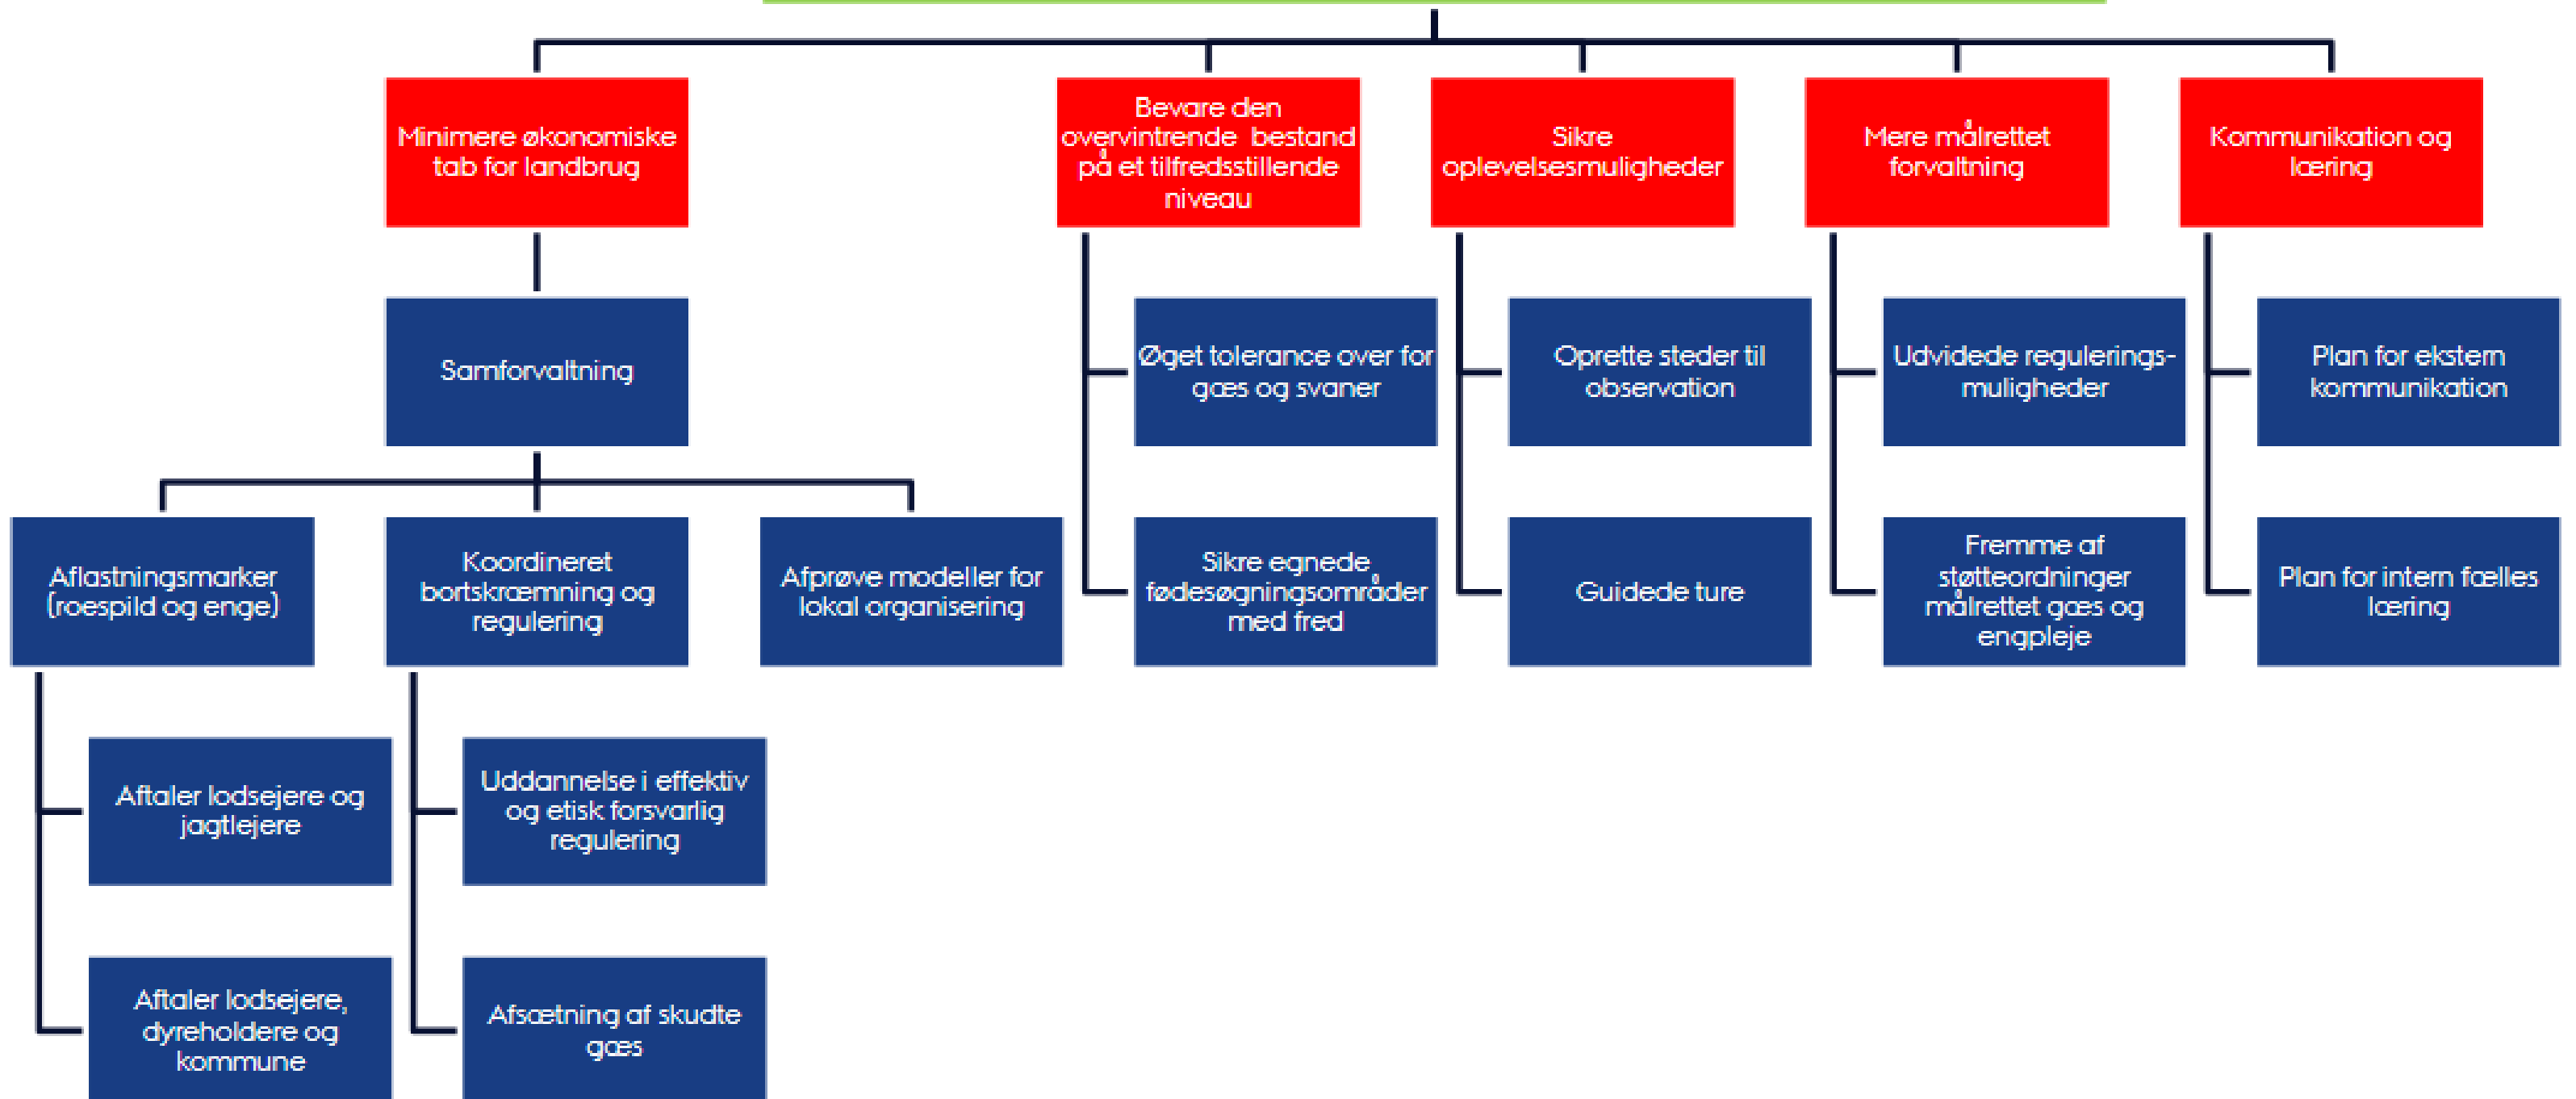 Minimere økonomiske
tab for landbrug
Bevare den
overvintrende bestand
på et tilfredsstillende
niveau
Sikre
oplevelsesmuligheder
Mere målrettet
forvaltning
Kommunikation og
læring
Samforvaltning
Øget tolerance over for
gæs og svaner
Oprette steder til
observation
Udvidede regulerings-
muligheder
Plan for ekstern
kommunikation
Aflastningsmarker
(roespild og enge)
Koordineret
bortskræmning og
regulering
Afprøve modeller for
lokal organisering
Sikre egnede
fødesøgningsområder
med fred
Guidede ture
Fremme af
støtteordninger
målrettet gæs og
engpleje
Plan for intern fælles
læring
Aftaler lodsejere og
jagtlejere
Uddannelse i effektiv
og etisk forsvarlig
regulering
Aftaler lodsejere,
dyreholdere og
kommune
Afsætning af skudte
gæs